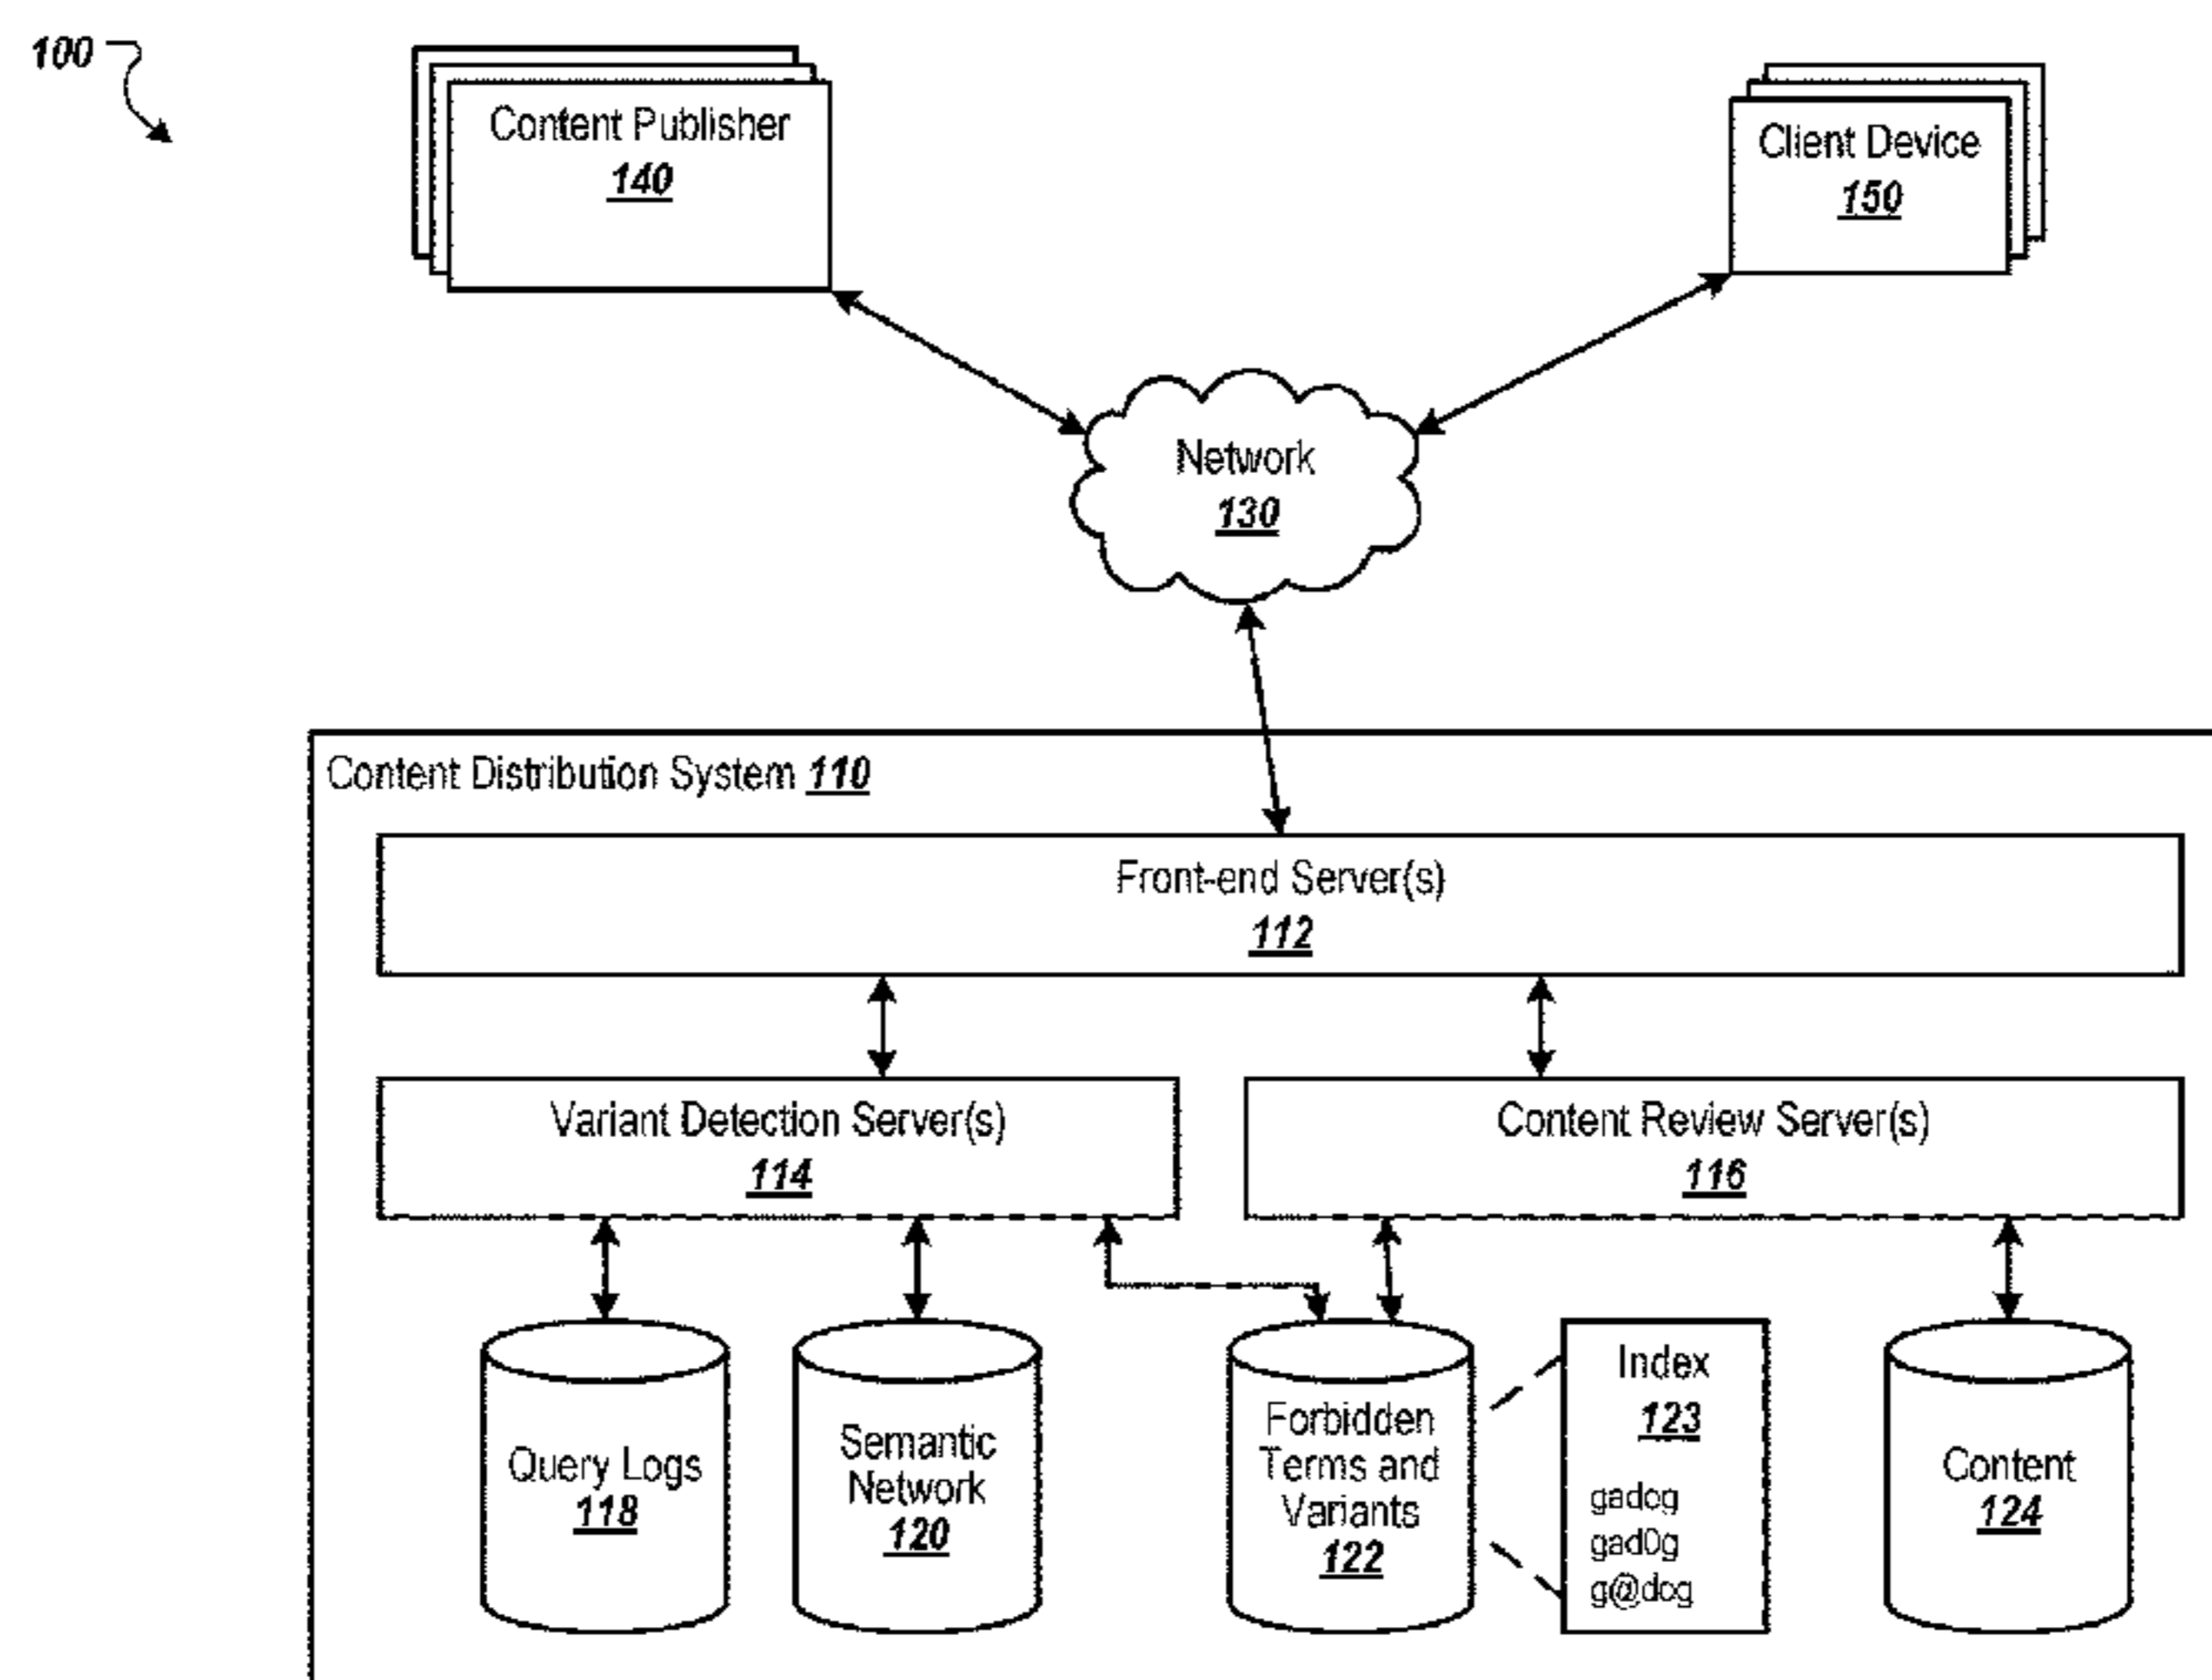 100
Content Publisher
140
Client Device
150
Network
130
Content Distribution System 110
Front-end Server(s)
112
Variant Detection Server(s)
114
Content Review Server(s)
116
Query Logs
118
Semantic
Network
120
Forbidden
Terms and
Variants
122
Index
123
gadog
gad0g
g@dog
Content
124